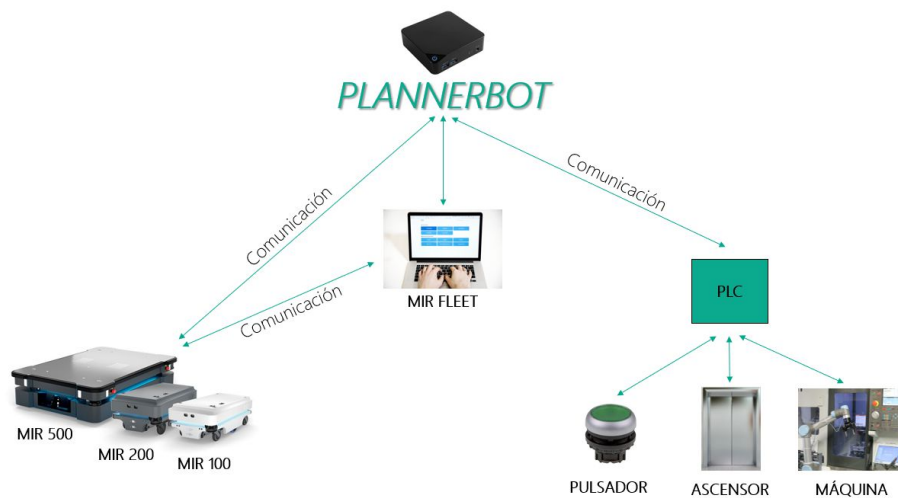 PLANNERBOT
Comunicación
Comunicación
Comunicación
MIR FLEET
PLC
MIR 500
MIR 200
MIR 100
PULSADOR
ASCENSOR
MÁQUINA